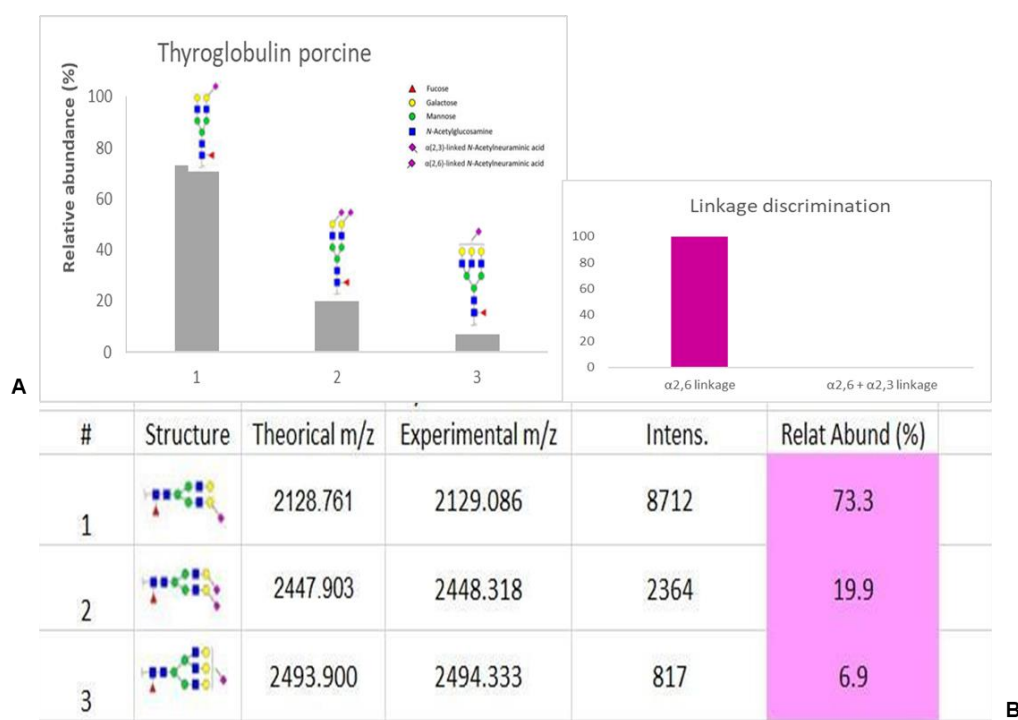 Thyroglobulin porcine
Relative abundance (%)
100
80
60
40
20
0
1
2
3
Fucose
Galactose
Mannose
N-Acetylglucosamine
α(2,3)-linked N-Acetylneuraminic acid
α(2,6)-linked N-Acetylneuraminic acid
A
Linkage discrimination
100
80
60
40
20
0
α2,6 linkage
α2,6 + α2,3 linkage
# Structure Theorical m/z Experimental m/z Intens. Relat Abund (%)
1 2128.761 2129.086 8712 73.3
2 2447.903 2448.318 2364 19.9
3 2493.900 2494.333 817 6.9
B